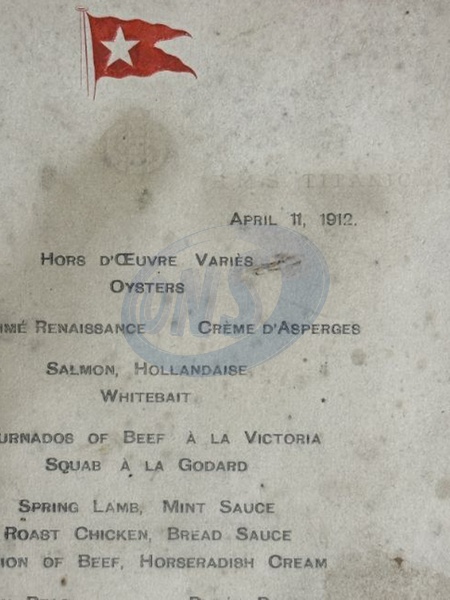 April 11, 1912.
Hors d'Œuvre Variès
Oysters
Renaissance Crème d'Asperges
Salmon, Hollandaise
Whitebait
of Beef à la Victoria
Squab à la Godard
Spring Lamb, Mint Sauce
Roast Chicken, Bread Sauce
of Beef, Horseradish Cream